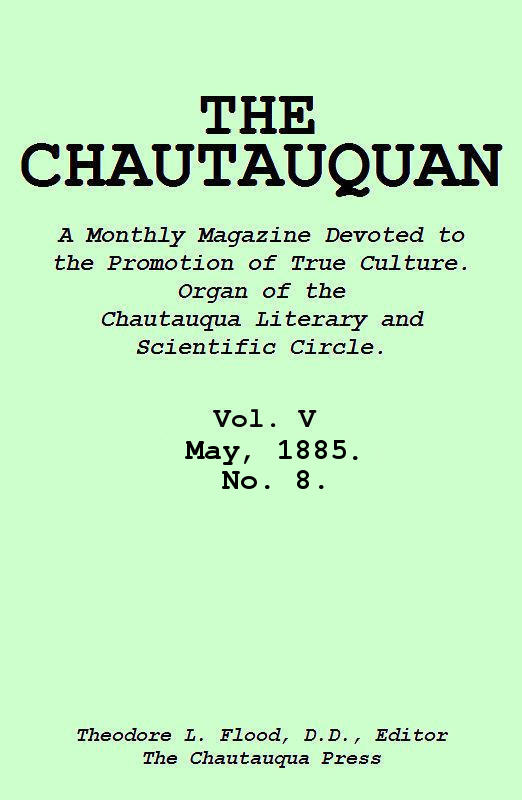 THE
CHAUTAUQUAN
A Monthly Magazine Devoted to
the Promotion of True Culture.
Organ of the
Chautauqua Literary and
Scientific Circle.
Vol. V
May, 1885.
No. 8.
Theodore L. Flood, D.D., Editor
The Chautauqua Press